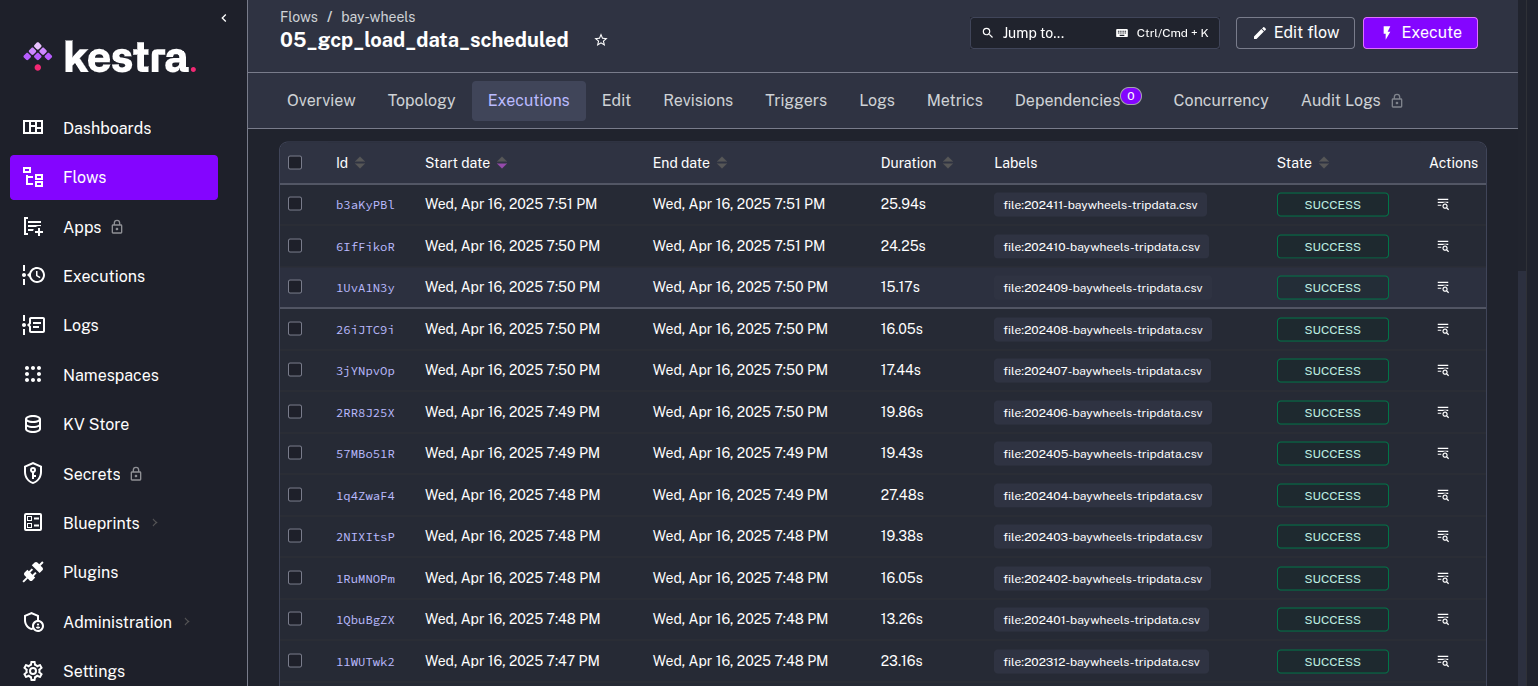 kestra.
Dashboards
Flows
Apps
Executions
Logs
Namespaces
KV Store
Secrets
Blueprints
Plugins
Administration
Settings
Flows / bay-wheels
05_gcp_load_data_scheduled
Jump to... Ctrl/Cmd + K Edit flow Execute
Overview Topology Executions Edit Revisions Triggers Logs Metrics Dependencies 0 Concurrency Audit Logs
Id Start date End date Duration Labels State Actions
b3aKyPBl Wed, Apr 16, 2025 7:51 PM Wed, Apr 16, 2025 7:51 PM 25.94s file:202411-baywheels-tripdata.csv SUCCESS
6IfFikoR Wed, Apr 16, 2025 7:50 PM Wed, Apr 16, 2025 7:51 PM 24.25s file:202410-baywheels-tripdata.csv SUCCESS
1UvA1N3y Wed, Apr 16, 2025 7:50 PM Wed, Apr 16, 2025 7:50 PM 15.17s file:202409-baywheels-tripdata.csv SUCCESS
26iJTC9i Wed, Apr 16, 2025 7:50 PM Wed, Apr 16, 2025 7:50 PM 16.05s file:202408-baywheels-tripdata.csv SUCCESS
3jYNpvOp Wed, Apr 16, 2025 7:50 PM Wed, Apr 16, 2025 7:50 PM 17.44s file:202407-baywheels-tripdata.csv SUCCESS
2RR8J25X Wed, Apr 16, 2025 7:49 PM Wed, Apr 16, 2025 7:50 PM 19.86s file:202406-baywheels-tripdata.csv SUCCESS
57MBo51R Wed, Apr 16, 2025 7:49 PM Wed, Apr 16, 2025 7:49 PM 19.43s file:202405-baywheels-tripdata.csv SUCCESS
1q4ZwaF4 Wed, Apr 16, 2025 7:48 PM Wed, Apr 16, 2025 7:49 PM 27.48s file:202404-baywheels-tripdata.csv SUCCESS
2NIXItsP Wed, Apr 16, 2025 7:48 PM Wed, Apr 16, 2025 7:48 PM 19.38s file:202403-baywheels-tripdata.csv SUCCESS
1RuMNOPm Wed, Apr 16, 2025 7:48 PM Wed, Apr 16, 2025 7:48 PM 16.05s file:202402-baywheels-tripdata.csv SUCCESS
1QbuBgZX Wed, Apr 16, 2025 7:48 PM Wed, Apr 16, 2025 7:48 PM 13.26s file:202401-baywheels-tripdata.csv SUCCESS
11WUTwk2 Wed, Apr 16, 2025 7:47 PM Wed, Apr 16, 2025 7:48 PM 23.16s file:202312-baywheels-tripdata.csv SUCCESS